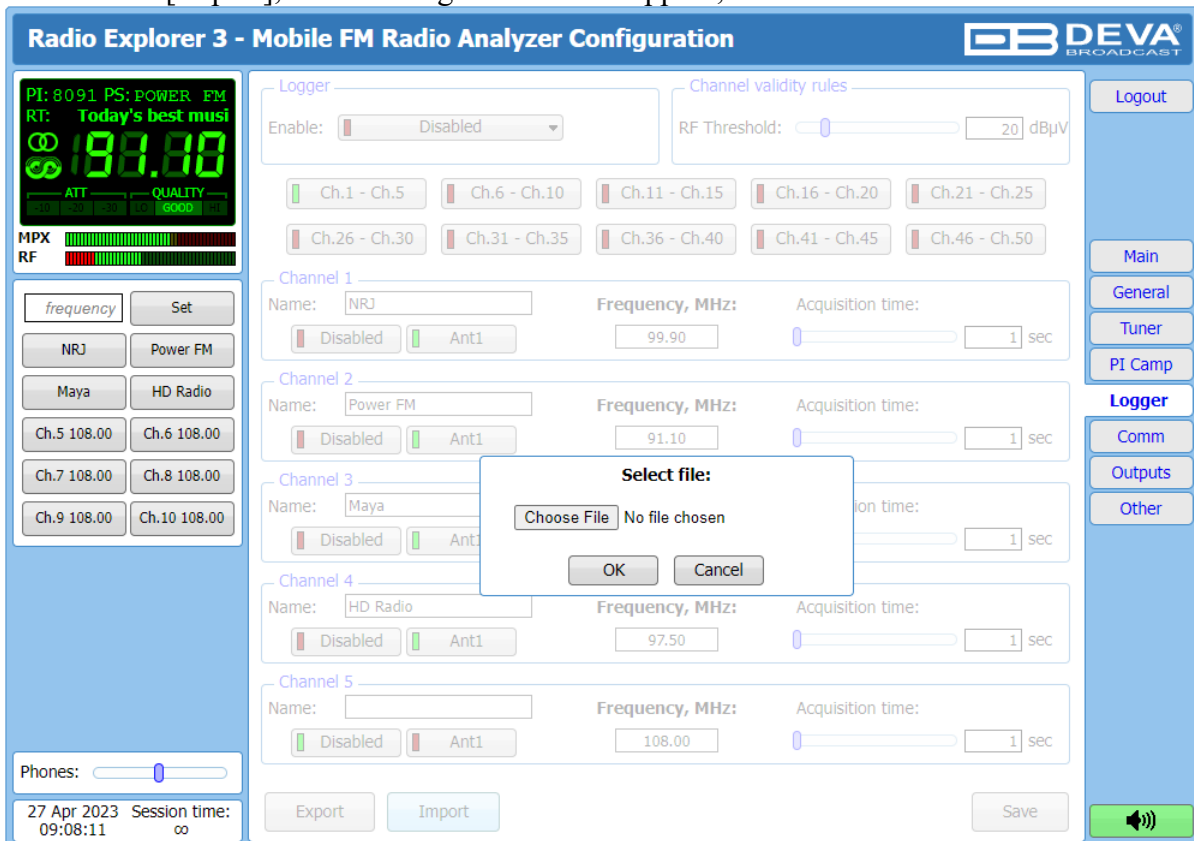 Radio Explorer 3 - Mobile FM Radio Analyzer Configuration
DEVA®
BROADCAST
PI: 8091 PS: POWER FM
RT: Today's best musi
91.10
ATT QUALITY
-10 -20 -30 LO GOOD HI
MPX
RF
frequency Set
NRJ Power FM
Maya HD Radio
Ch.5 108.00 Ch.6 108.00
Ch.7 108.00 Ch.8 108.00
Ch.9 108.00 Ch.10 108.00
Phones:
27 Apr 2023 Session time:
09:08:11 ∞
Logger
Enable: Disabled
Channel validity rules
RF Threshold: 20 dBµV
Ch.1 - Ch.5 Ch.6 - Ch.10 Ch.11 - Ch.15 Ch.16 - Ch.20 Ch.21 - Ch.25
Ch.26 - Ch.30 Ch.31 - Ch.35 Ch.36 - Ch.40 Ch.41 - Ch.45 Ch.46 - Ch.50
Channel 1
Name: NRJ Frequency, MHz: Acquisition time:
Disabled Ant1 99.90 1 sec
Channel 2
Name: Power FM Frequency, MHz: Acquisition time:
Disabled Ant1 91.10 1 sec
Channel 3
Name: Maya ion time:
Disabled Ant1 1 sec
Select file:
Choose File No file chosen
OK Cancel
Channel 4
Name: HD Radio Frequency, MHz: Acquisition time:
Disabled Ant1 97.50 1 sec
Channel 5
Name: Frequency, MHz: Acquisition time:
Disabled Ant1 108.00 1 sec
Export Import Save
Logout
Main
General
Tuner
PI Camp
Logger
Comm
Outputs
Other